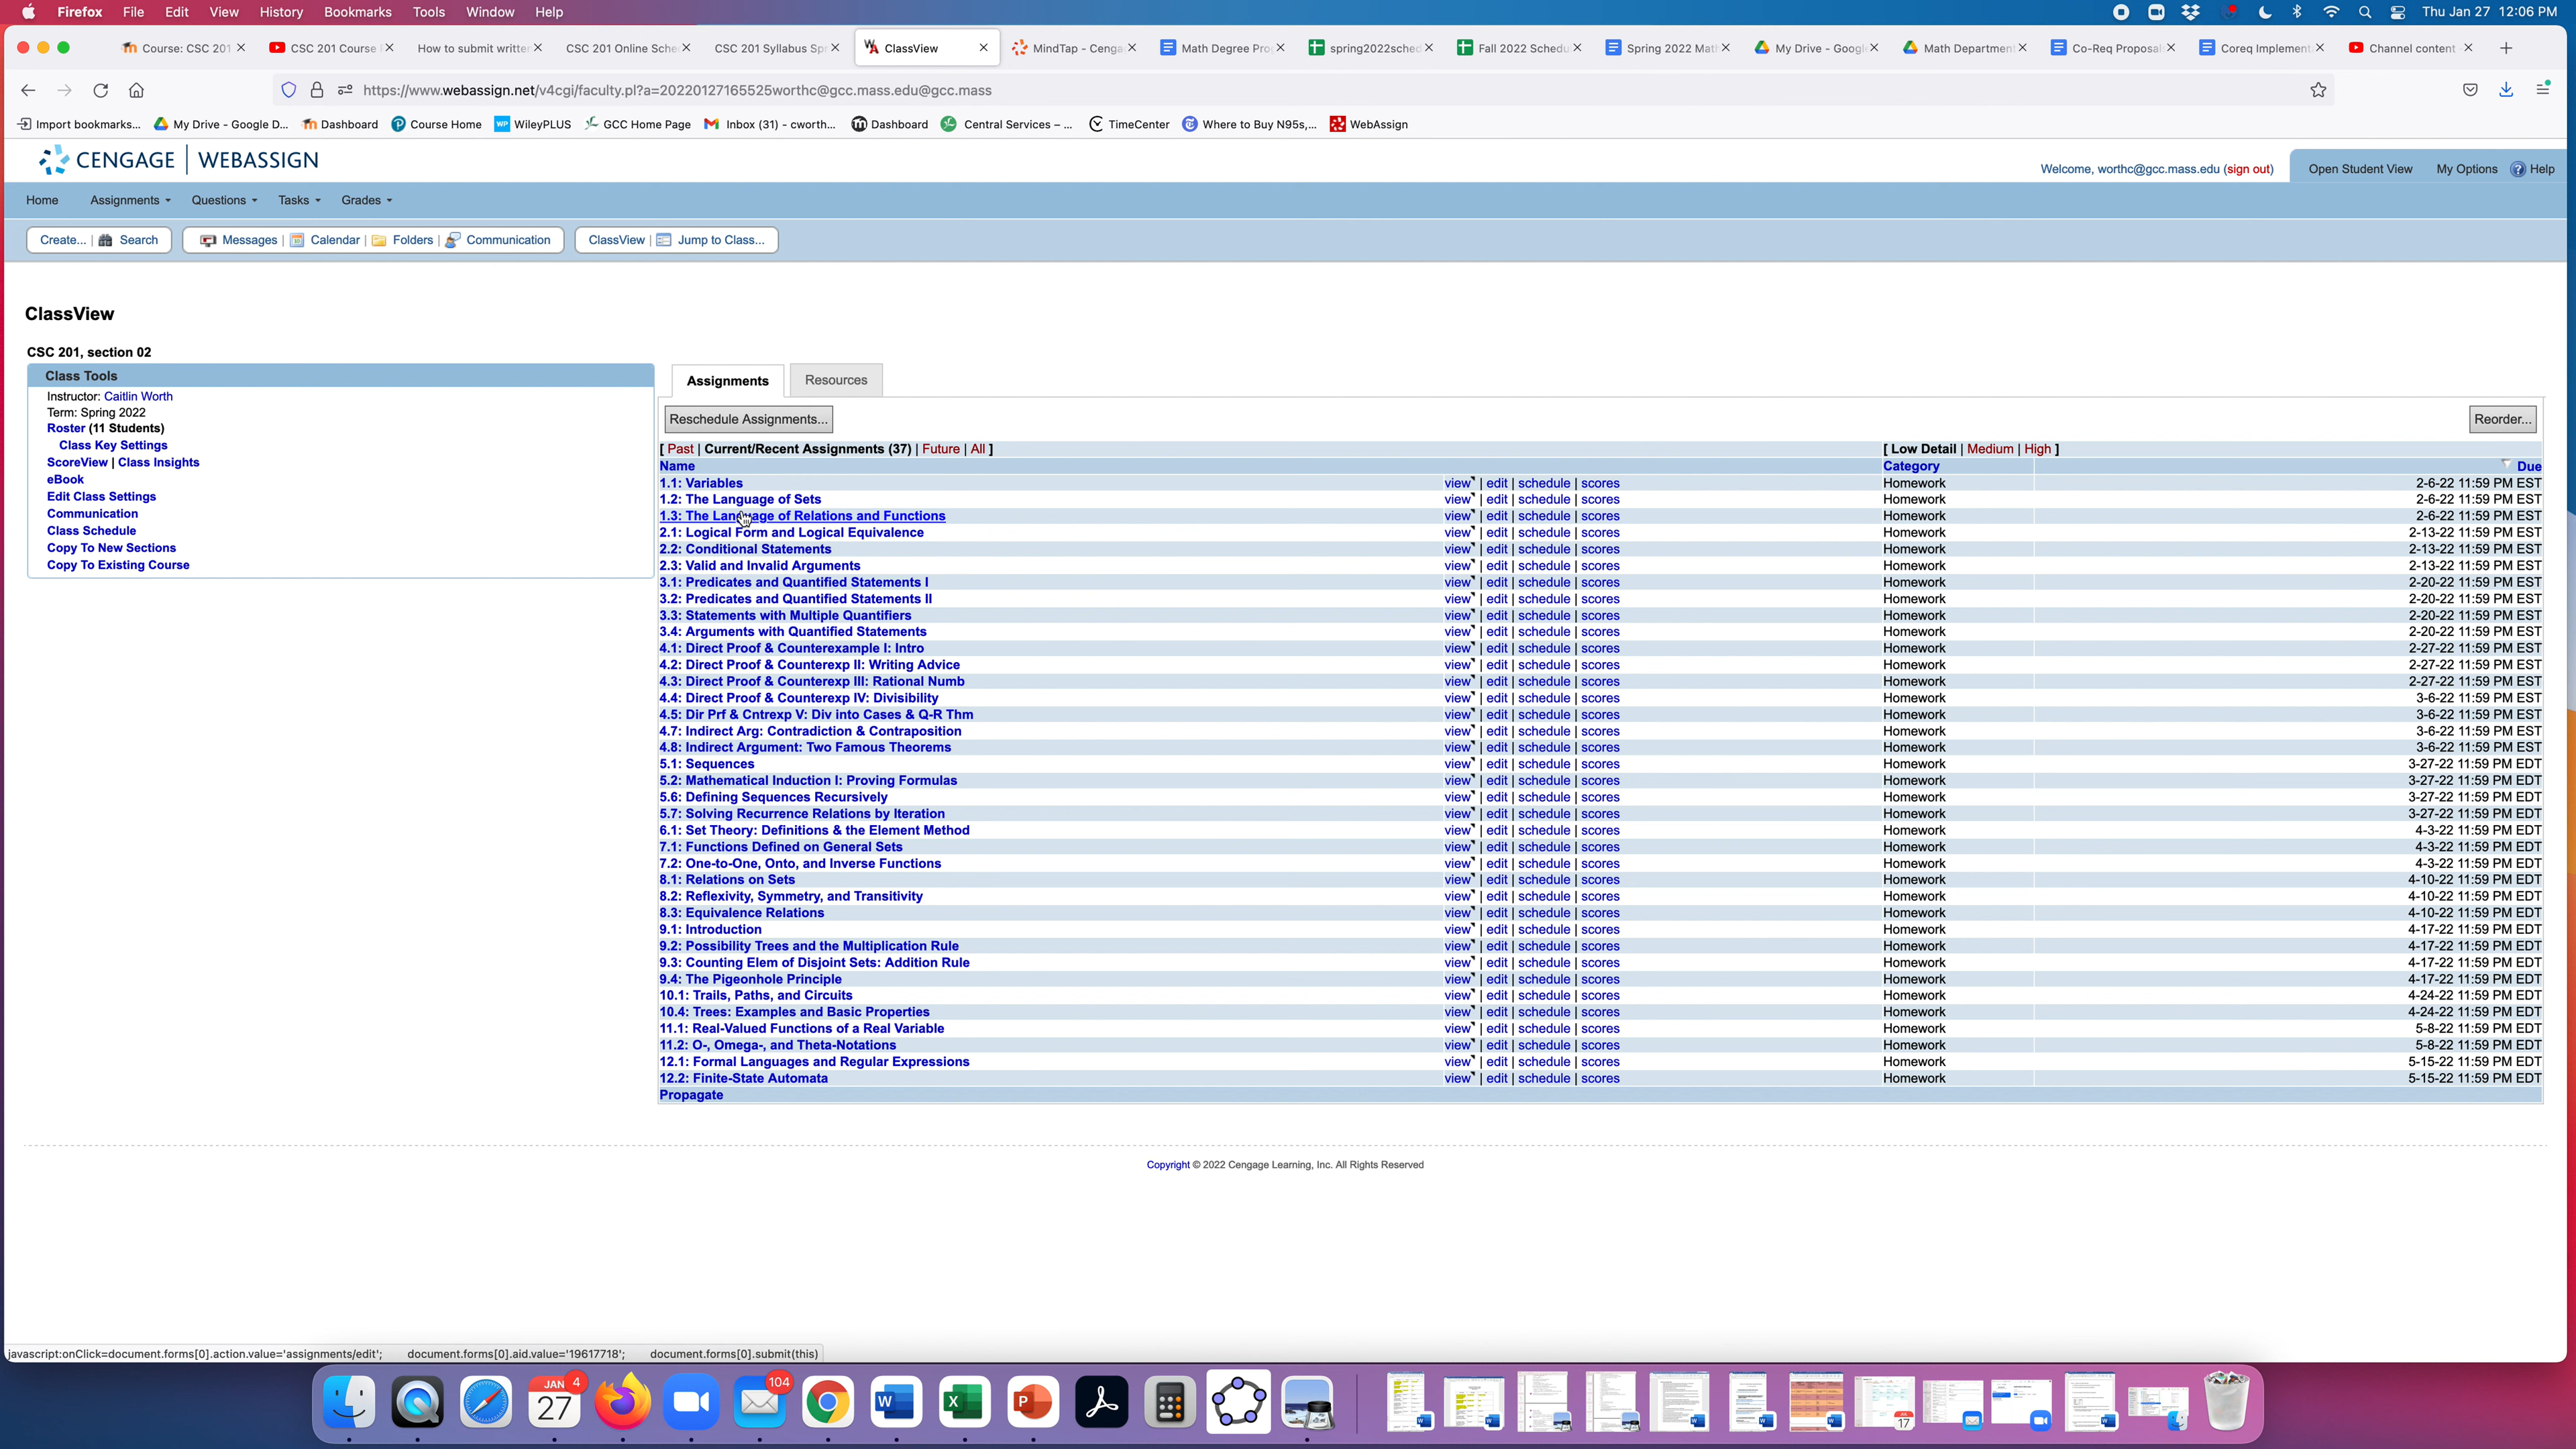 Firefox File Edit View History Bookmarks Tools Window Help Thu Jan 27 12:06 PM
Course: CSC 201 CSC 201 Course How to submit writter CSC 201 Online Sche CSC 201 Syllabus Sp ClassView MindTap - Cenga Math Degree Pro spring2022sched Fall 2022 Schedu Spring 2022 Mat My Drive - Googl Math Department Co-Req Proposal Coreq Implement Channel content
https://www.webassign.net/v4cgi/faculty.pl?a=20220127165525worthc@gcc.mass.edu@gcc.mass
Import bookmarks... My Drive - Google D... Dashboard Course Home WileyPLUS GCC Home Page Inbox (31) - cworth... Dashboard Central Services – ... TimeCenter Where to Buy N95s,... WebAssign
CENGAGE | WEBASSIGN
Welcome, worthc@gcc.mass.edu (sign out) Open Student View My Options Help
Home Assignments Questions Tasks Grades
Create... | Search Messages | Calendar | Folders | Communication ClassView | Jump to Class...
ClassView
CSC 201, section 02
Class Tools
Instructor: Caitlin Worth
Term: Spring 2022
Roster (11 Students)
Class Key Settings
ScoreView | Class Insights
eBook
Edit Class Settings
Communication
Class Schedule
Copy To New Sections
Copy To Existing Course
Assignments Resources
Reschedule Assignments... Reorder...
[ Past | Current/Recent Assignments (37) | Future | All ] [ Low Detail | Medium | High ]
Name Category Due
1.1: Variables view | edit | schedule | scores Homework 2-6-22 11:59 PM EST
1.2: The Language of Sets view | edit | schedule | scores Homework 2-6-22 11:59 PM EST
1.3: The Language of Relations and Functions view | edit | schedule | scores Homework 2-6-22 11:59 PM EST
2.1: Logical Form and Logical Equivalence view | edit | schedule | scores Homework 2-13-22 11:59 PM EST
2.2: Conditional Statements view | edit | schedule | scores Homework 2-13-22 11:59 PM EST
2.3: Valid and Invalid Arguments view | edit | schedule | scores Homework 2-13-22 11:59 PM EST
3.1: Predicates and Quantified Statements I view | edit | schedule | scores Homework 2-20-22 11:59 PM EST
3.2: Predicates and Quantified Statements II view | edit | schedule | scores Homework 2-20-22 11:59 PM EST
3.3: Statements with Multiple Quantifiers view | edit | schedule | scores Homework 2-20-22 11:59 PM EST
3.4: Arguments with Quantified Statements view | edit | schedule | scores Homework 2-20-22 11:59 PM EST
4.1: Direct Proof & Counterexample I: Intro view | edit | schedule | scores Homework 2-27-22 11:59 PM EST
4.2: Direct Proof & Counterexp II: Writing Advice view | edit | schedule | scores Homework 2-27-22 11:59 PM EST
4.3: Direct Proof & Counterexp III: Rational Numb view | edit | schedule | scores Homework 2-27-22 11:59 PM EST
4.4: Direct Proof & Counterexp IV: Divisibility view | edit | schedule | scores Homework 3-6-22 11:59 PM EST
4.5: Dir Prf & Cntrexp V: Div into Cases & Q-R Thm view | edit | schedule | scores Homework 3-6-22 11:59 PM EST
4.7: Indirect Arg: Contradiction & Contraposition view | edit | schedule | scores Homework 3-6-22 11:59 PM EST
4.8: Indirect Argument: Two Famous Theorems view | edit | schedule | scores Homework 3-6-22 11:59 PM EST
5.1: Sequences view | edit | schedule | scores Homework 3-27-22 11:59 PM EDT
5.2: Mathematical Induction I: Proving Formulas view | edit | schedule | scores Homework 3-27-22 11:59 PM EDT
5.6: Defining Sequences Recursively view | edit | schedule | scores Homework 3-27-22 11:59 PM EDT
5.7: Solving Recurrence Relations by Iteration view | edit | schedule | scores Homework 3-27-22 11:59 PM EDT
6.1: Set Theory: Definitions & the Element Method view | edit | schedule | scores Homework 4-3-22 11:59 PM EDT
7.1: Functions Defined on General Sets view | edit | schedule | scores Homework 4-3-22 11:59 PM EDT
7.2: One-to-One, Onto, and Inverse Functions view | edit | schedule | scores Homework 4-3-22 11:59 PM EDT
8.1: Relations on Sets view | edit | schedule | scores Homework 4-10-22 11:59 PM EDT
8.2: Reflexivity, Symmetry, and Transitivity view | edit | schedule | scores Homework 4-10-22 11:59 PM EDT
8.3: Equivalence Relations view | edit | schedule | scores Homework 4-10-22 11:59 PM EDT
9.1: Introduction view | edit | schedule | scores Homework 4-17-22 11:59 PM EDT
9.2: Possibility Trees and the Multiplication Rule view | edit | schedule | scores Homework 4-17-22 11:59 PM EDT
9.3: Counting Elem of Disjoint Sets: Addition Rule view | edit | schedule | scores Homework 4-17-22 11:59 PM EDT
9.4: The Pigeonhole Principle view | edit | schedule | scores Homework 4-17-22 11:59 PM EDT
10.1: Trails, Paths, and Circuits view | edit | schedule | scores Homework 4-24-22 11:59 PM EDT
10.4: Trees: Examples and Basic Properties view | edit | schedule | scores Homework 4-24-22 11:59 PM EDT
11.1: Real-Valued Functions of a Real Variable view | edit | schedule | scores Homework 5-8-22 11:59 PM EDT
11.2: O-, Omega-, and Theta-Notations view | edit | schedule | scores Homework 5-8-22 11:59 PM EDT
12.1: Formal Languages and Regular Expressions view | edit | schedule | scores Homework 5-15-22 11:59 PM EDT
12.2: Finite-State Automata view | edit | schedule | scores Homework 5-15-22 11:59 PM EDT
Propagate
Copyright © 2022 Cengage Learning, Inc. All Rights Reserved
javascript:onClick=document.forms[0].action.value='assignments/edit'; document.forms[0].aid.value='19617718'; document.forms[0].submit(this)
JAN 27 4 104 W X P 17